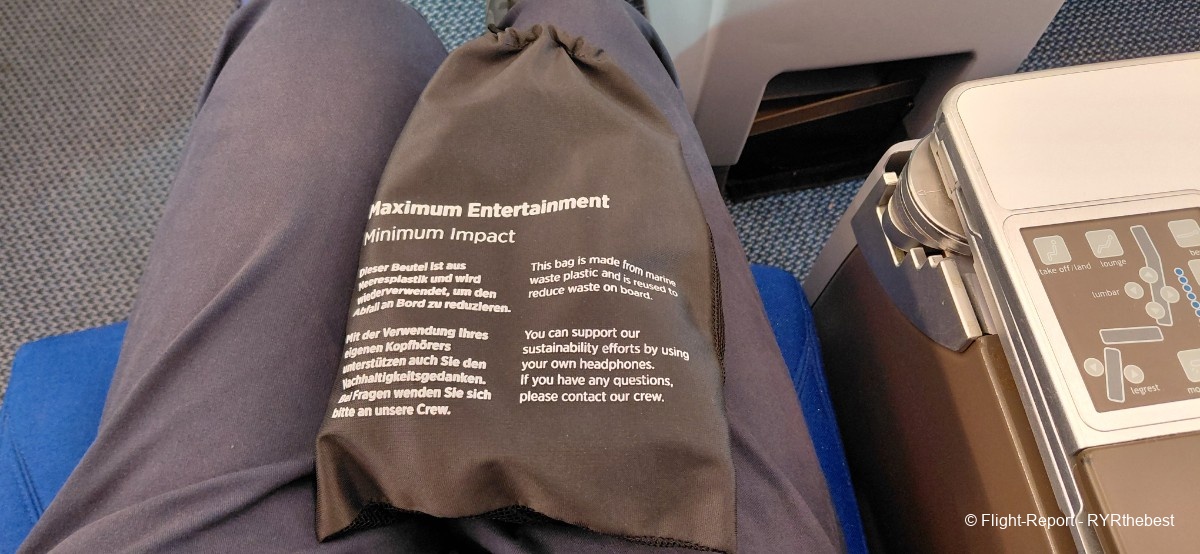 Maximum Entertainment
Minimum Impact
Dieser Beutel ist aus
Meeresplastik und wird
wiederverwendet, um den
Abfall an Bord zu reduzieren.
Mit der Verwendung Ihres
eigenen Kopfhörers
unterstützen auch Sie den
Nachhaltigkeitsgedanken.
Bei Fragen wenden Sie sich
bitte an unsere Crew.
This bag is made from marine
waste plastic and is reused to
reduce waste on board.
You can support our
sustainability efforts by using
your own headphones.
If you have any questions,
please contact our crew.
take off/land
lounge
lumbar
legrest
© Flight-Report - RYRthebest